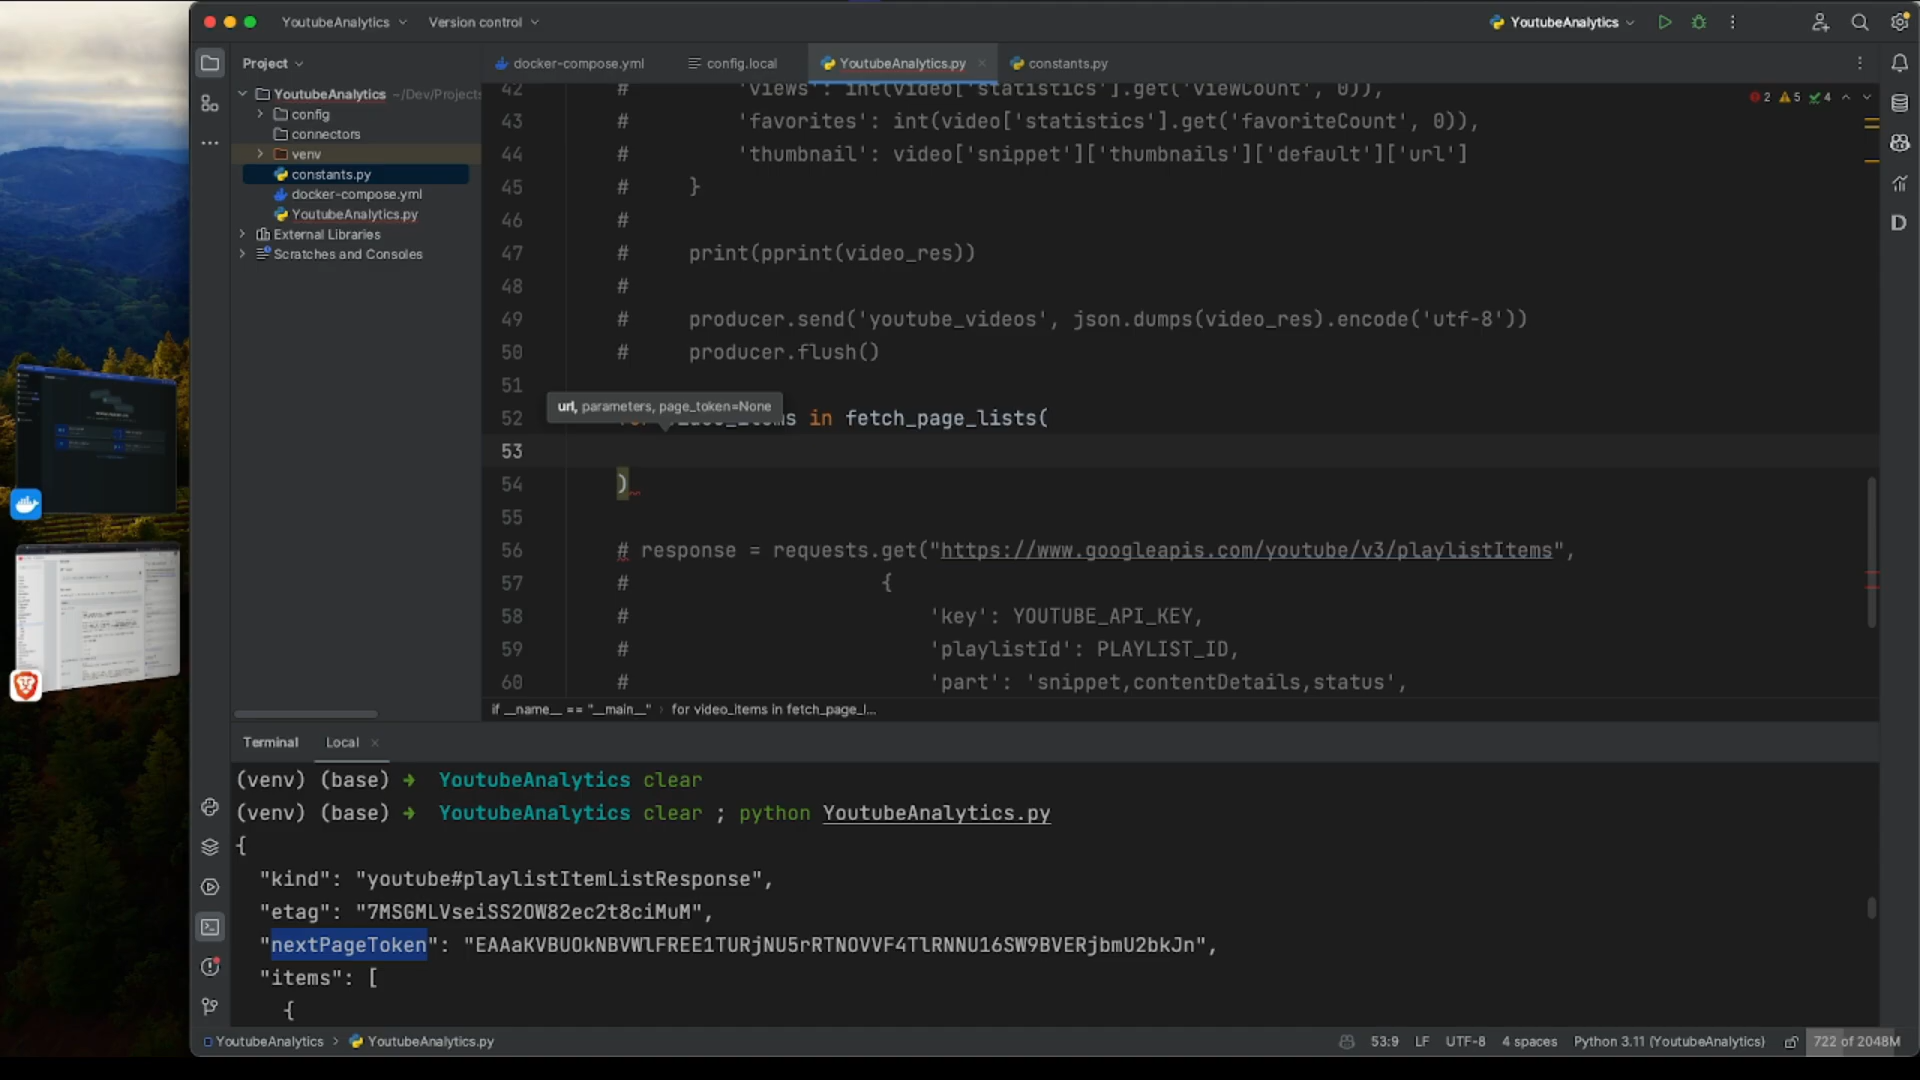 YoutubeAnalytics
Version control
YoutubeAnalytics
Project
docker-compose.yml
config.local
YoutubeAnalytics.py
constants.py
YoutubeAnalytics ~/Dev/Projects
config
connectors
venv
constants.py
docker-compose.yml
YoutubeAnalytics.py
External Libraries
Scratches and Consoles
2 5 4
42 # 'views': int(video['statistics'].get('viewCount', 0)),
43 # 'favorites': int(video['statistics'].get('favoriteCount', 0)),
44 # 'thumbnail': video['snippet']['thumbnails']['default']['url']
45 # }
46 #
47 # print(pprint(video_res))
48 #
49 # producer.send('youtube_videos', json.dumps(video_res).encode('utf-8'))
50 # producer.flush()
51
url, parameters, page_token=None
52 for video_items in fetch_page_lists(
53
54 )
55
56 # response = requests.get("https://www.googleapis.com/youtube/v3/playlistItems",
57 # {
58 # 'key': YOUTUBE_API_KEY,
59 # 'playlistId': PLAYLIST_ID,
60 # 'part': 'snippet,contentDetails,status',
if __name__ == "__main__" › for video_items in fetch_page_l...
Terminal
Local
(venv) (base) ➜ YoutubeAnalytics clear
(venv) (base) ➜ YoutubeAnalytics clear ; python YoutubeAnalytics.py
{
"kind": "youtube#playlistItemListResponse",
"etag": "7MSGMLVseiSS2OW82ec2t8ciMuM",
"nextPageToken": "EAAaKVBUOkNBVWlFREE1TURjNU5rRTNOVVF4TlRNNU16SW9BVERjbmU2bkJn",
"items": [
{
YoutubeAnalytics › YoutubeAnalytics.py
53:9
LF
UTF-8
4 spaces
Python 3.11 (YoutubeAnalytics)
722 of 2048M